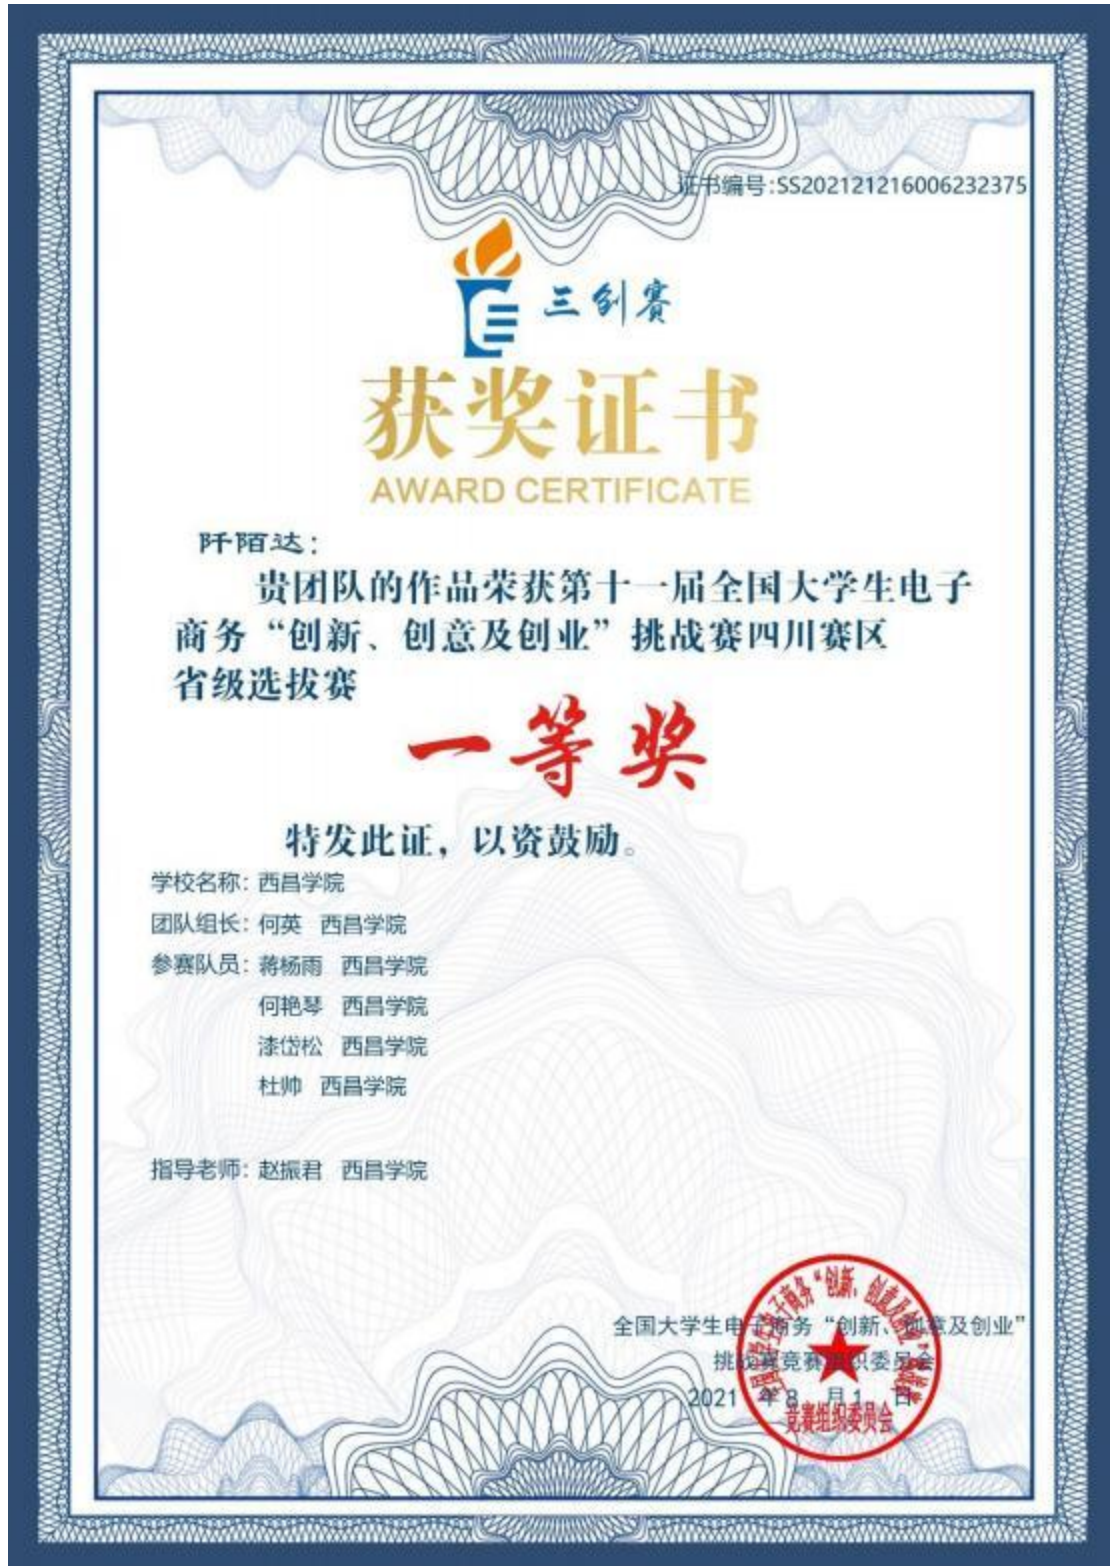 证书编号:SS202121216006232375
三创赛
获奖证书
AWARD CERTIFICATE
阡陌达：
贵团队的作品荣获第十一届全国大学生电子
商务“创新、创意及创业”挑战赛四川赛区
省级选拔赛
一等奖
特发此证，以资鼓励。
学校名称：西昌学院
团队组长：何英 西昌学院
参赛队员：蒋杨雨 西昌学院
何艳琴 西昌学院
漆岱松 西昌学院
杜帅 西昌学院
指导老师：赵振君 西昌学院
全国大学生电子商务“创新、创意及创业”
挑战赛竞赛组织委员会
2021 年8 月1 日
竞赛组织委员会